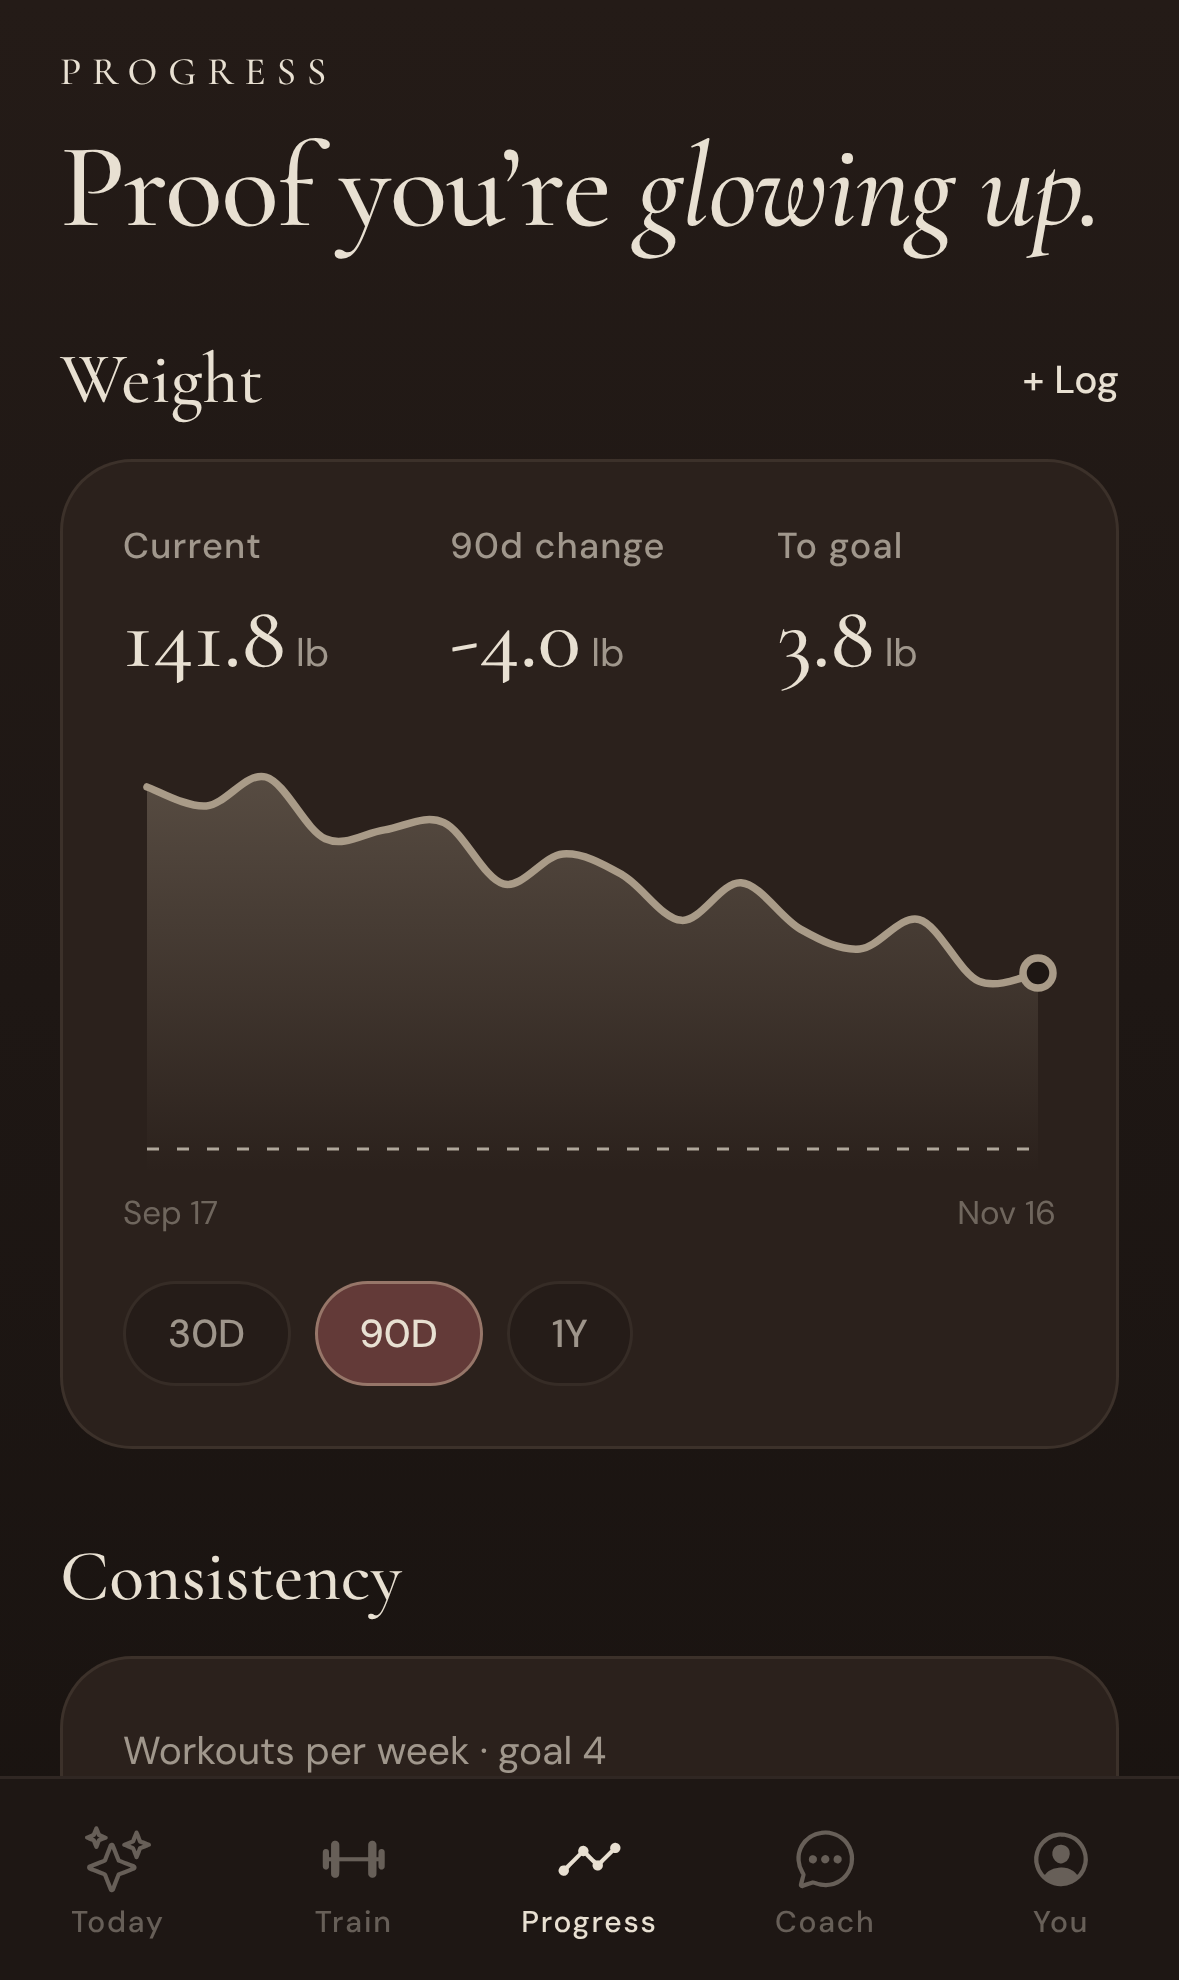 PROGRESS
Proof you’re glowing up.
Weight
+ Log
Current 90d change To goal
141.8 lb -4.0 lb 3.8 lb
Sep 17 Nov 16
30D 90D 1Y
Consistency
Workouts per week · goal 4
Today Train Progress Coach You